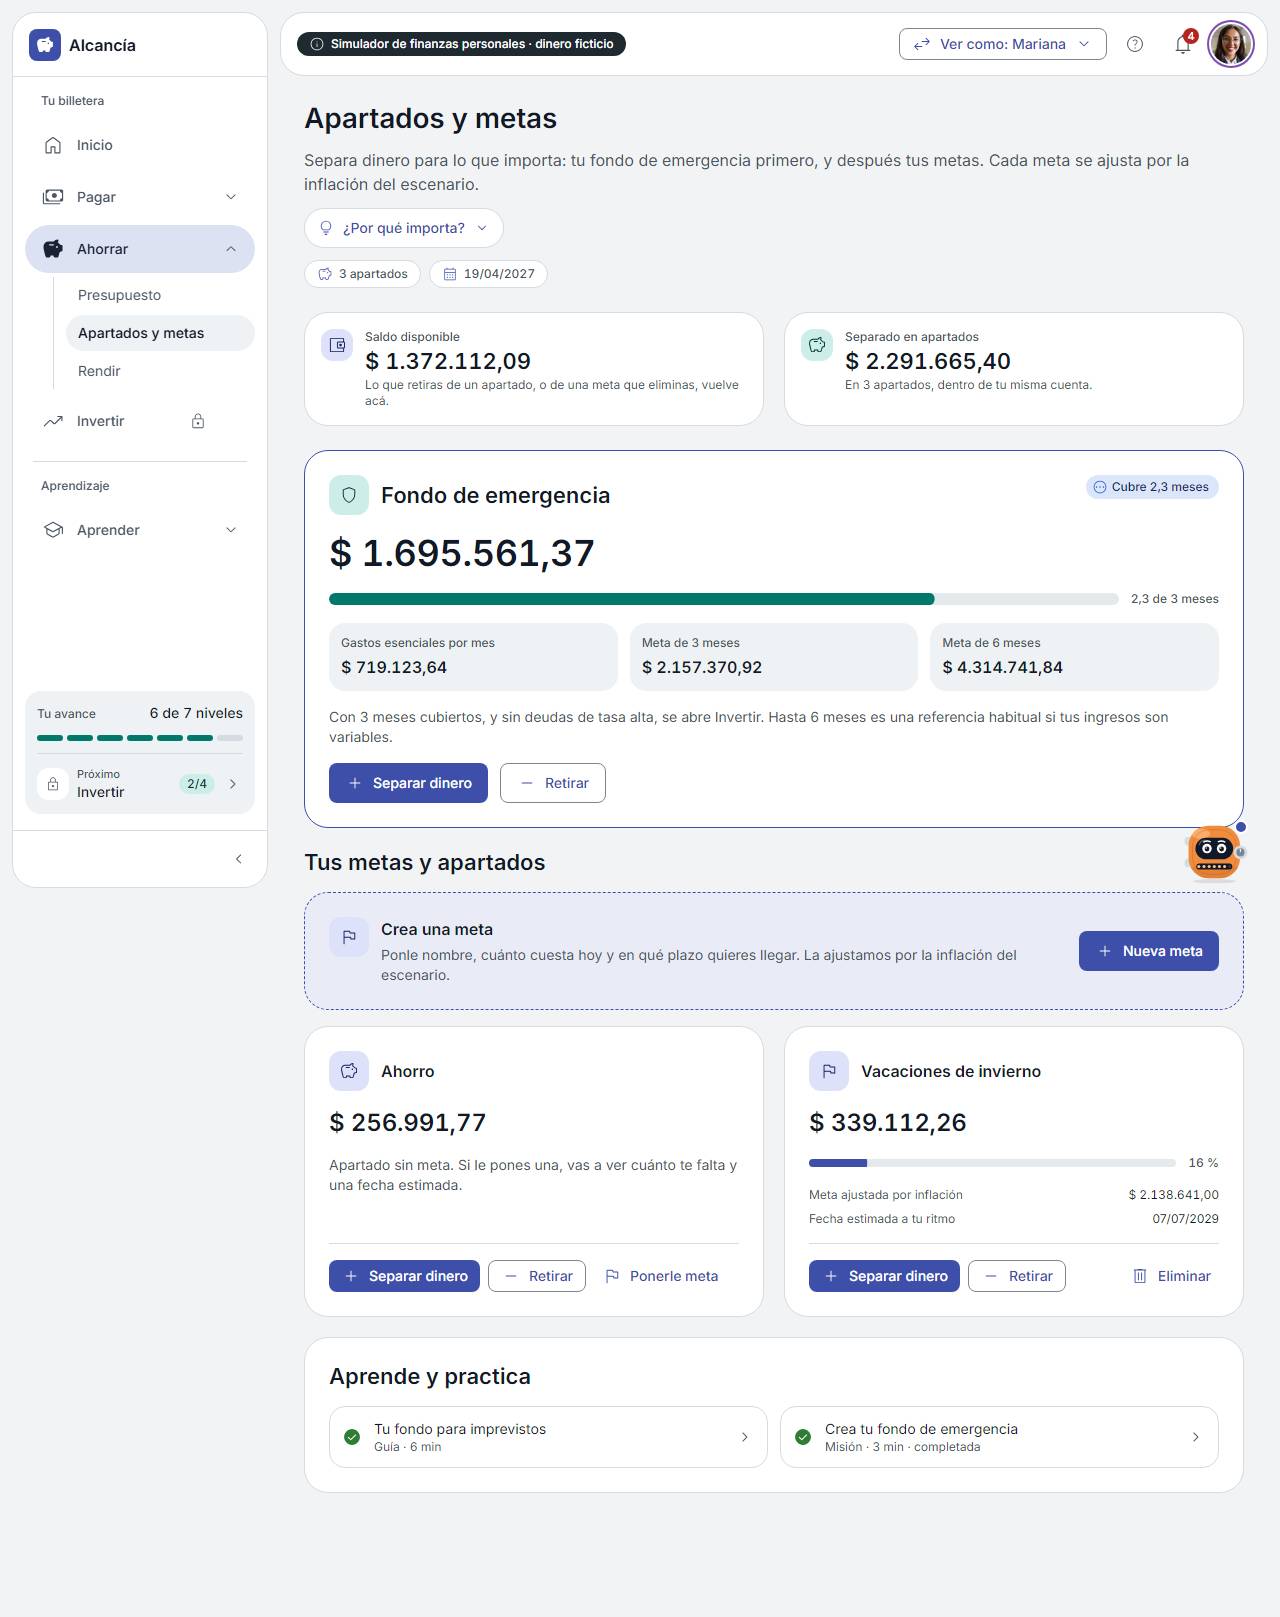 Alcancía
Simulador de finanzas personales · dinero ficticio
Ver como: Mariana
4
Tu billetera
Inicio
Pagar
Ahorrar
Presupuesto
Apartados y metas
Rendir
Invertir
Aprendizaje
Aprender
Tu avance
6 de 7 niveles
Próximo
Invertir
2/4
Apartados y metas
Separa dinero para lo que importa: tu fondo de emergencia primero, y después tus metas. Cada meta se ajusta por la
inflación del escenario.
¿Por qué importa?
3 apartados
19/04/2027
Saldo disponible
$ 1.372.112,09
Lo que retiras de un apartado, o de una meta que eliminas, vuelve
acá.
Separado en apartados
$ 2.291.665,40
En 3 apartados, dentro de tu misma cuenta.
Fondo de emergencia
Cubre 2,3 meses
$ 1.695.561,37
2,3 de 3 meses
Gastos esenciales por mes
$ 719.123,64
Meta de 3 meses
$ 2.157.370,92
Meta de 6 meses
$ 4.314.741,84
Con 3 meses cubiertos, y sin deudas de tasa alta, se abre Invertir. Hasta 6 meses es una referencia habitual si tus ingresos son
variables.
Separar dinero
Retirar
Tus metas y apartados
Crea una meta
Ponle nombre, cuánto cuesta hoy y en qué plazo quieres llegar. La ajustamos por la inflación del
escenario.
Nueva meta
Ahorro
$ 256.991,77
Apartado sin meta. Si le pones una, vas a ver cuánto te falta y
una fecha estimada.
Separar dinero
Retirar
Ponerle meta
Vacaciones de invierno
$ 339.112,26
16 %
Meta ajustada por inflación
$ 2.138.641,00
Fecha estimada a tu ritmo
07/07/2029
Separar dinero
Retirar
Eliminar
Aprende y practica
Tu fondo para imprevistos
Guía · 6 min
Crea tu fondo de emergencia
Misión · 3 min · completada